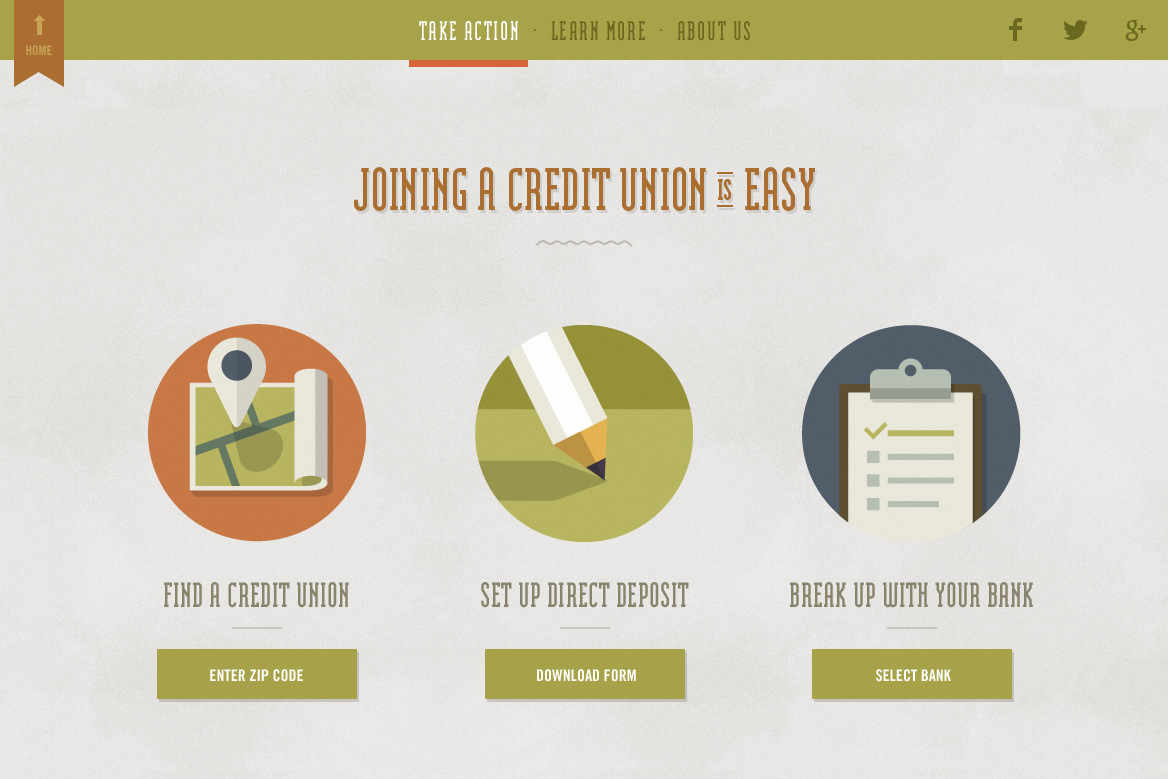 HOME
TAKE ACTION · LEARN MORE · ABOUT US
JOINING A CREDIT UNION IS EASY
FIND A CREDIT UNION
SET UP DIRECT DEPOSIT
BREAK UP WITH YOUR BANK
ENTER ZIP CODE
DOWNLOAD FORM
SELECT BANK